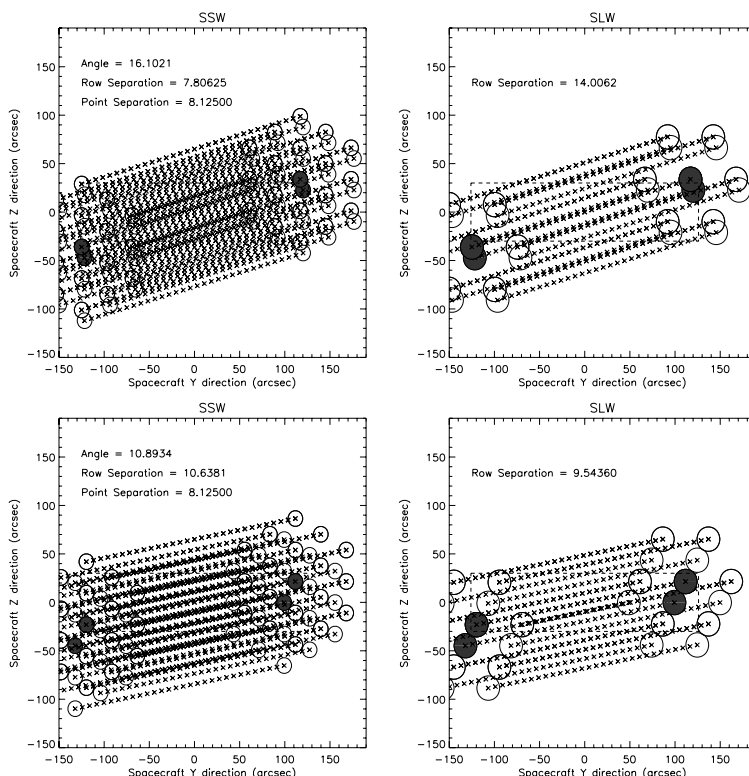 SSW
SLW
Angle = 16.1021
Row Separation = 7.80625
Point Separation = 8.12500
Row Separation = 14.0062
Spacecraft Z direction (arcsec)
Spacecraft Z direction (arcsec)
150
100
50
0
-50
-100
-150
150
100
50
0
-50
-100
-150
-150 -100 -50 0 50 100 150
-150 -100 -50 0 50 100 150
Spacecraft Y direction (arcsec)
Spacecraft Y direction (arcsec)
SSW
SLW
Angle = 10.8934
Row Separation = 10.6381
Point Separation = 8.12500
Row Separation = 9.54360
Spacecraft Z direction (arcsec)
Spacecraft Z direction (arcsec)
150
100
50
0
-50
-100
-150
150
100
50
0
-50
-100
-150
-150 -100 -50 0 50 100 150
-150 -100 -50 0 50 100 150
Spacecraft Y direction (arcsec)
Spacecraft Y direction (arcsec)